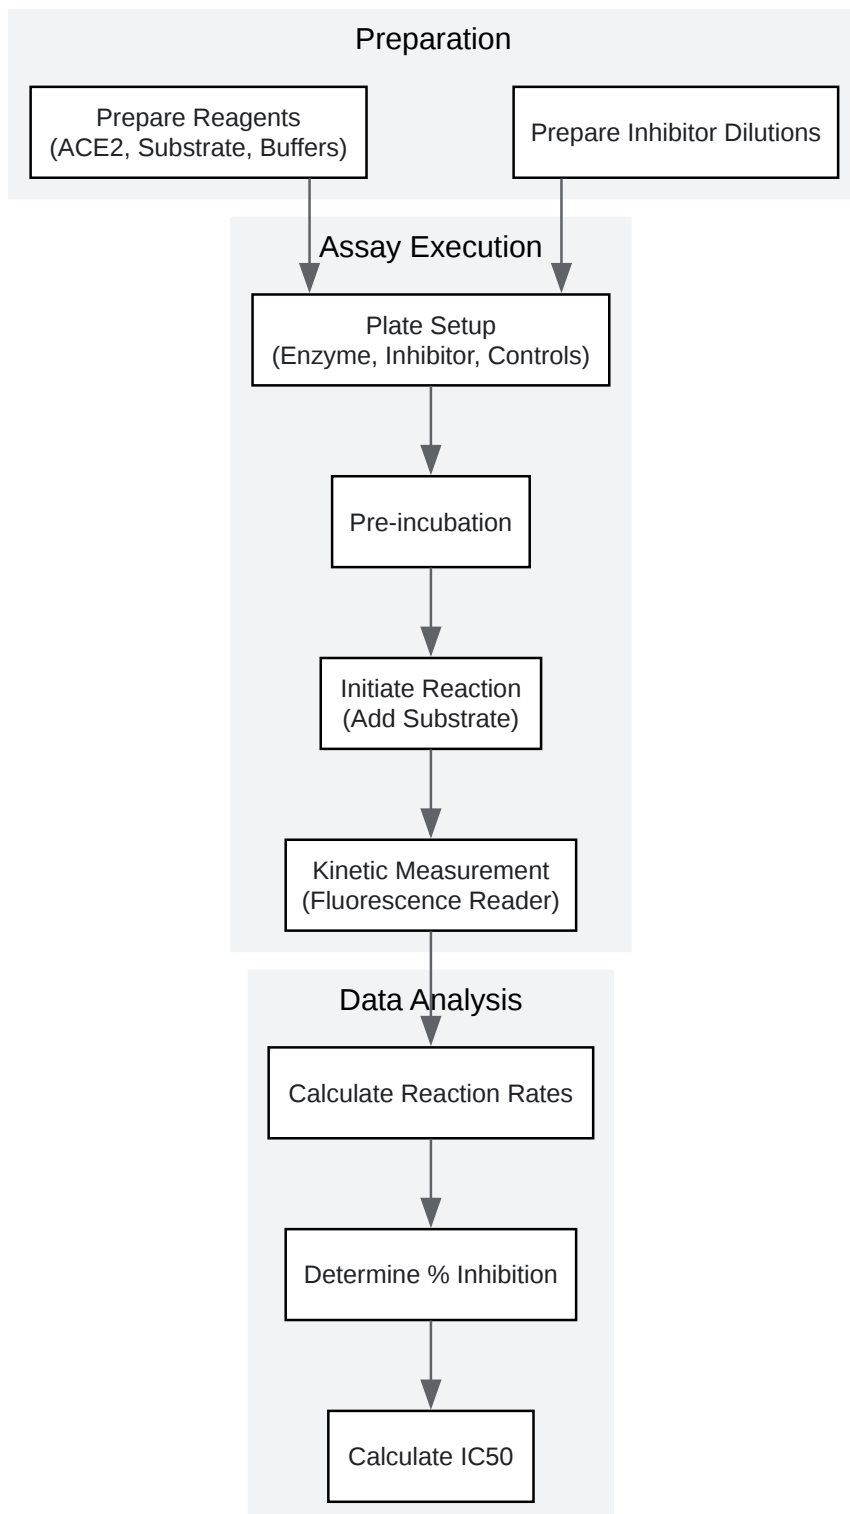 Preparation
Prepare Reagents
(ACE2, Substrate, Buffers)
Prepare Inhibitor Dilutions
Assay Execution
Plate Setup
(Enzyme, Inhibitor, Controls)
Pre-incubation
Initiate Reaction
(Add Substrate)
Kinetic Measurement
(Fluorescence Reader)
Data Analysis
Calculate Reaction Rates
Determine % Inhibition
Calculate IC50